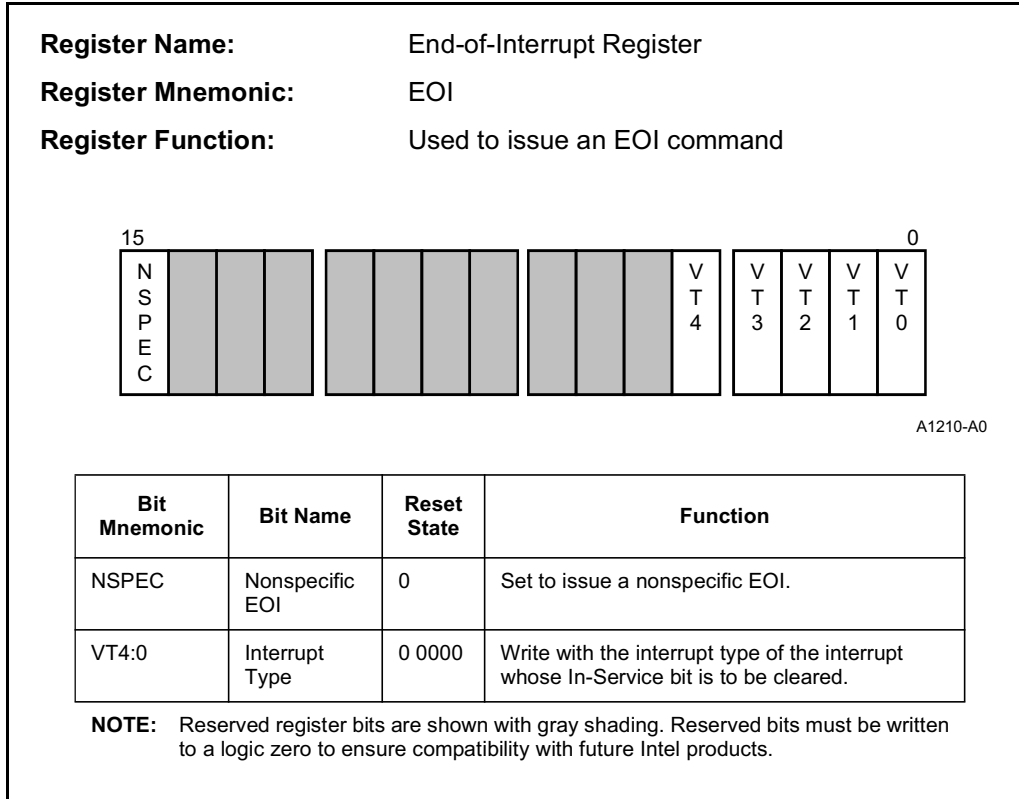 Register Name: End-of-Interrupt Register
Register Mnemonic: EOI
Register Function: Used to issue an EOI command
15 0
N
S
P
E
C
V
T
4
V
T
3
V
T
2
V
T
1
V
T
0
A1210-A0
Bit
Mnemonic
Bit Name
Reset
State
Function
NSPEC
Nonspecific
EOI
0
Set to issue a nonspecific EOI.
VT4:0
Interrupt
Type
0 0000
Write with the interrupt type of the interrupt
whose In-Service bit is to be cleared.
NOTE: Reserved register bits are shown with gray shading. Reserved bits must be written
to a logic zero to ensure compatibility with future Intel products.